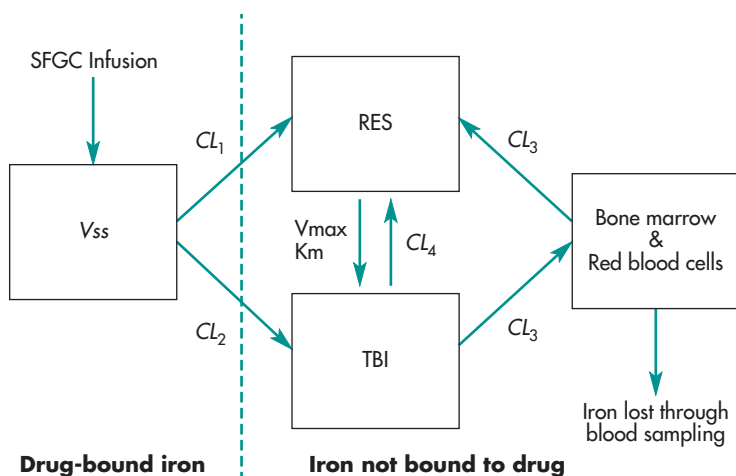 SFGC Infusion
Vss
CL1
CL2
RES
Vmax
Km
CL4
TBI
CL3
CL3
Bone marrow
&
Red blood cells
Iron lost through
blood sampling
Drug-bound iron
Iron not bound to drug